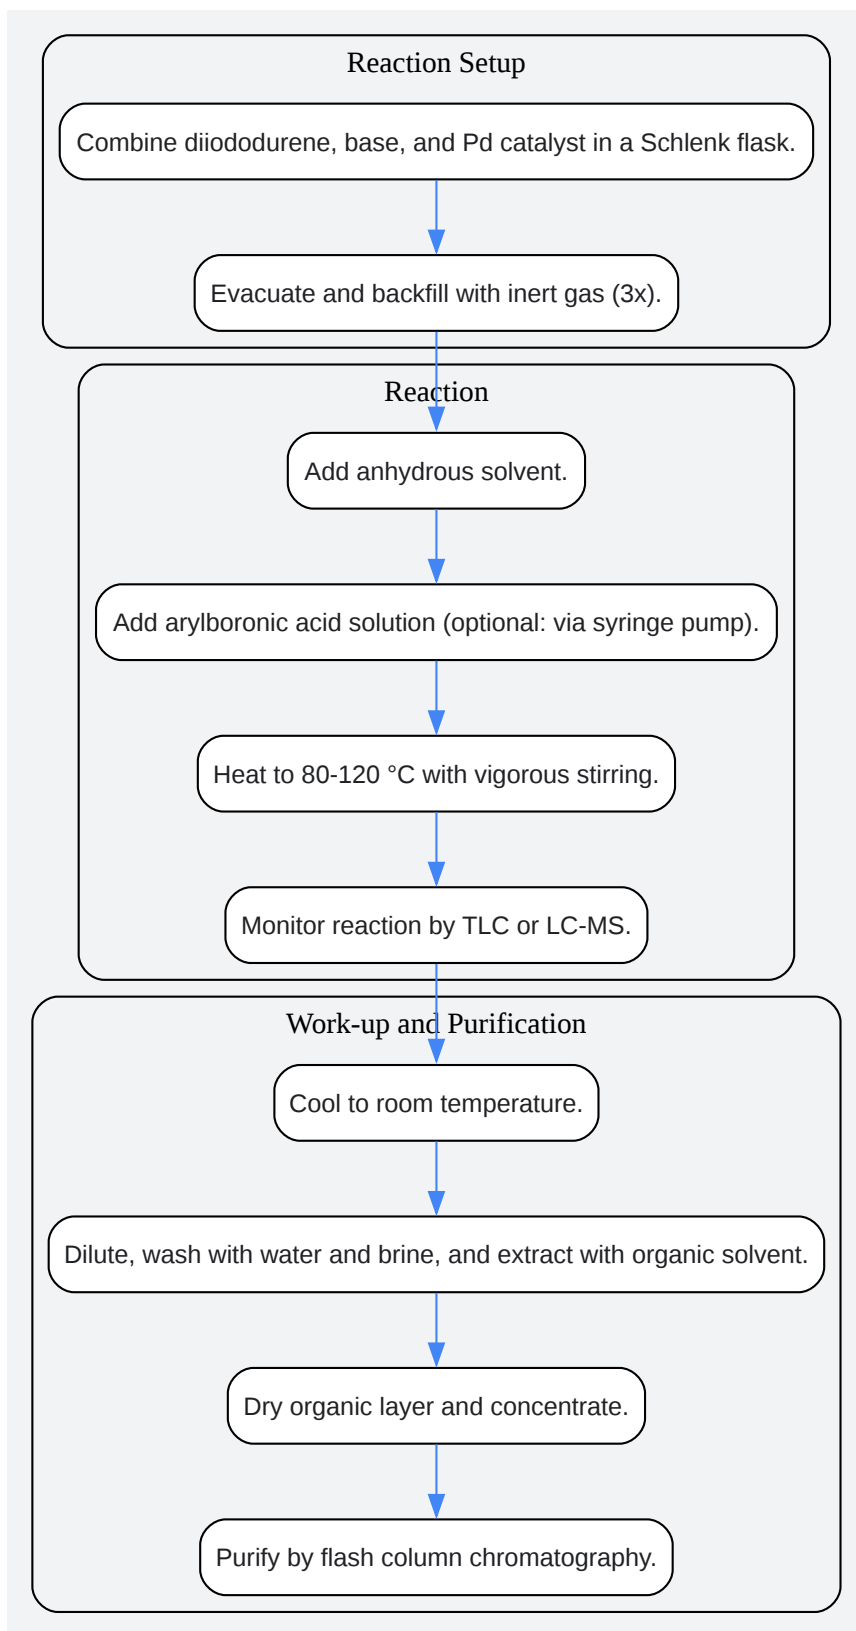 Reaction Setup
Combine diiododurene, base, and Pd catalyst in a Schlenk flask.
Evacuate and backfill with inert gas (3x).
Reaction
Add anhydrous solvent.
Add arylboronic acid solution (optional: via syringe pump).
Heat to 80-120 °C with vigorous stirring.
Monitor reaction by TLC or LC-MS.
Work-up and Purification
Cool to room temperature.
Dilute, wash with water and brine, and extract with organic solvent.
Dry organic layer and concentrate.
Purify by flash column chromatography.